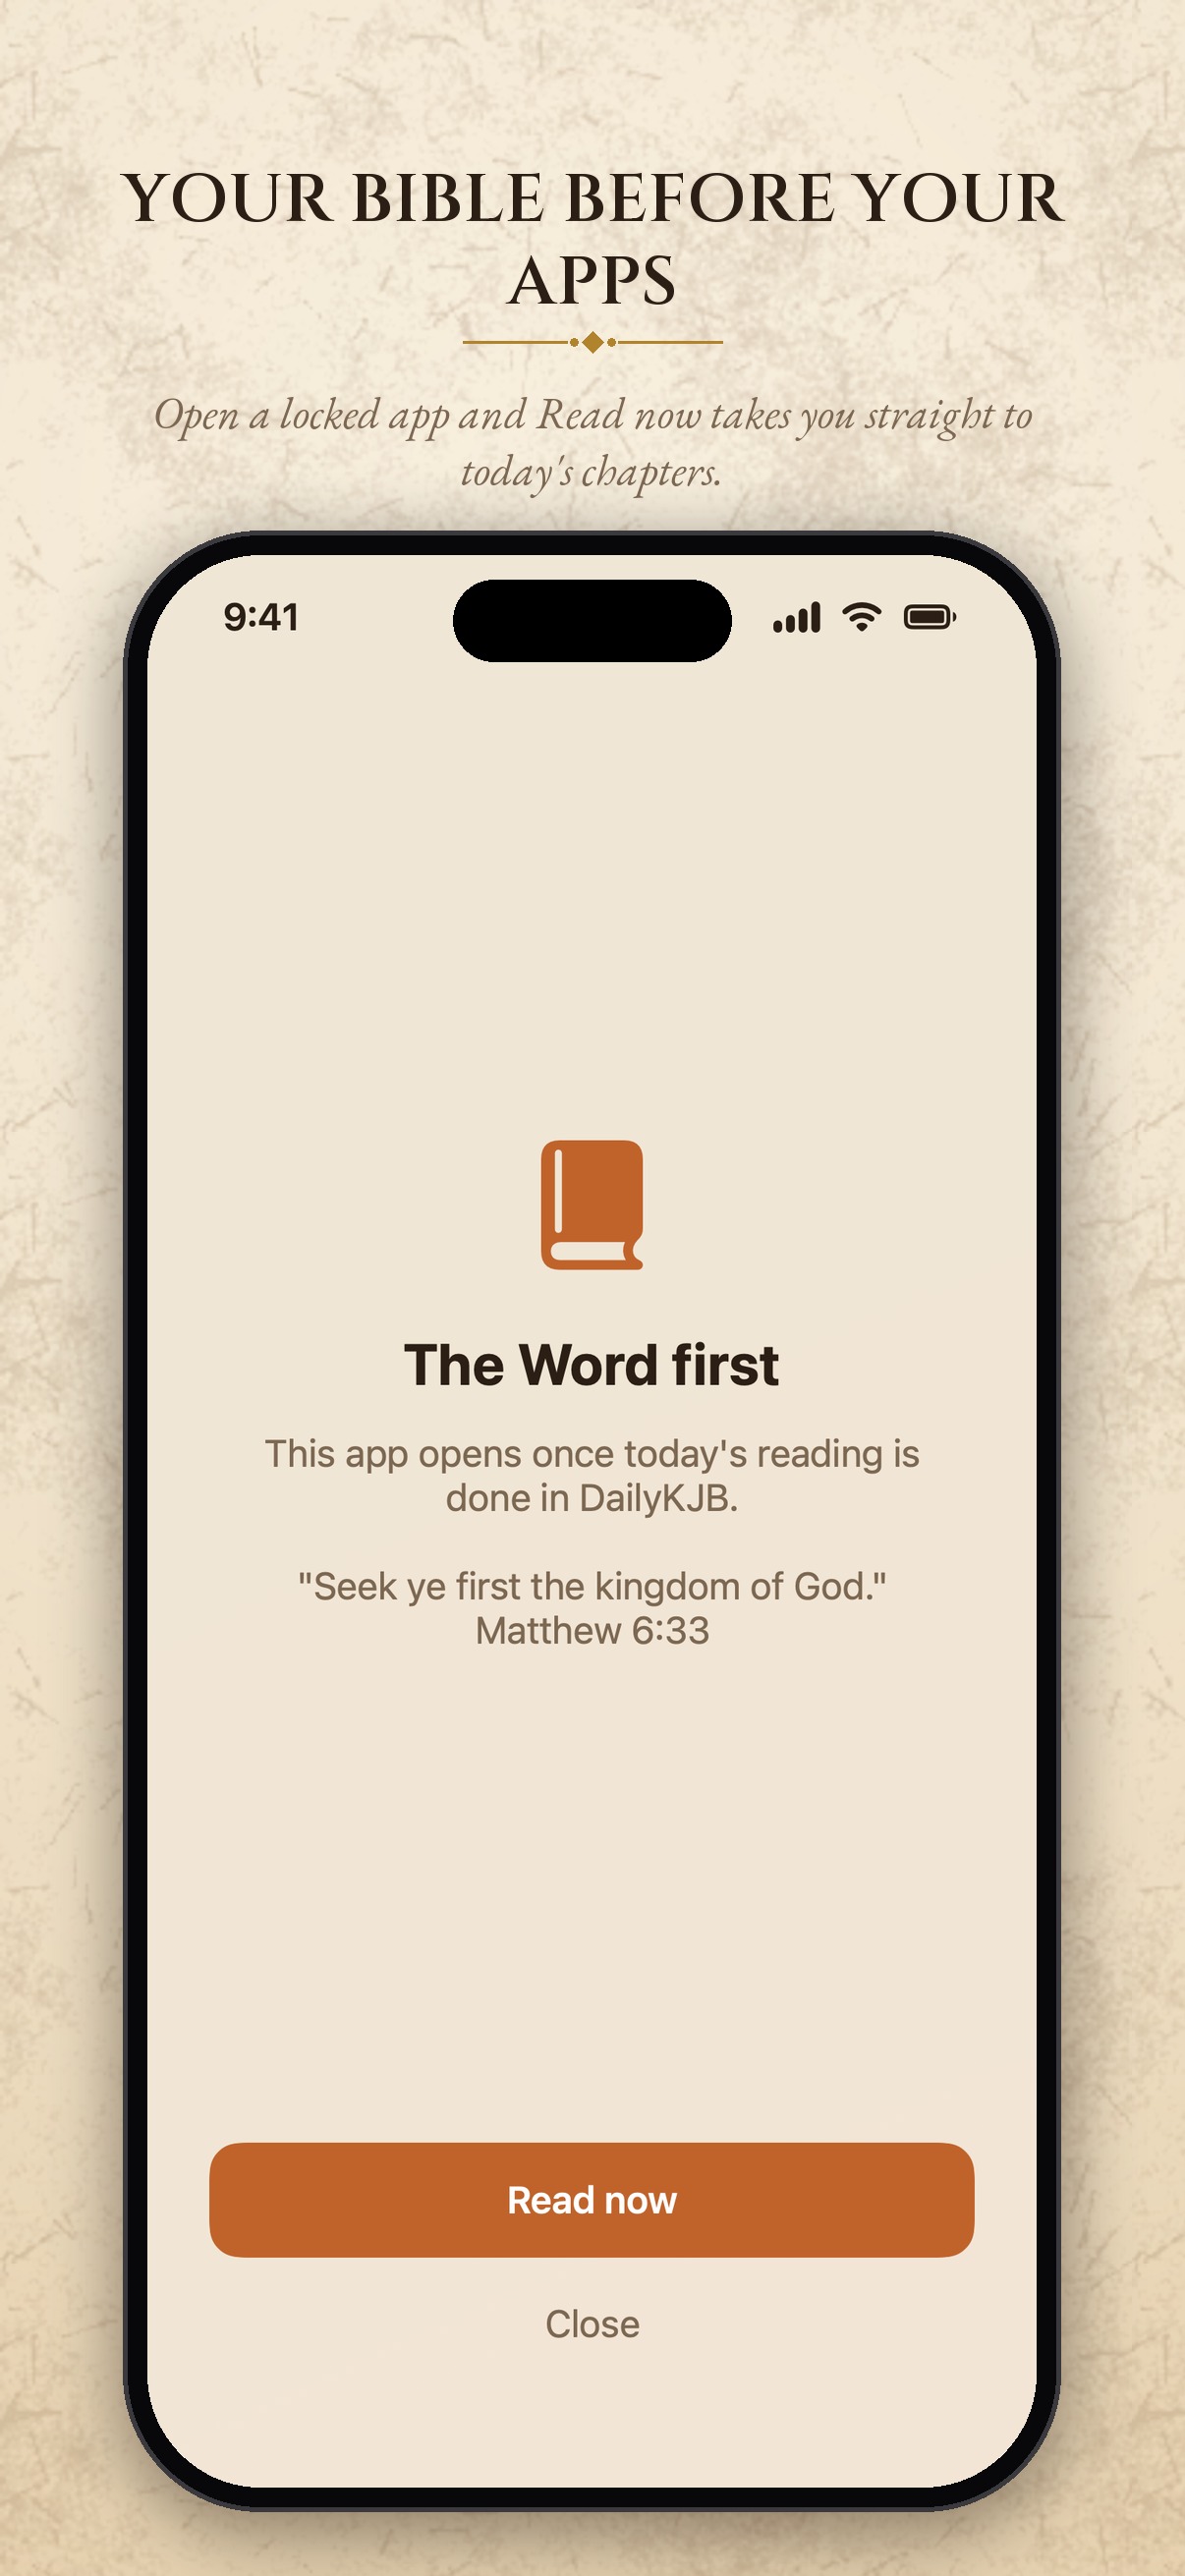 YOUR BIBLE BEFORE YOUR
APPS
Open a locked app and Read now takes you straight to
today's chapters.
9:41
The Word first
This app opens once today's reading is
done in DailyKJB.
"Seek ye first the kingdom of God."
Matthew 6:33
Read now
Close